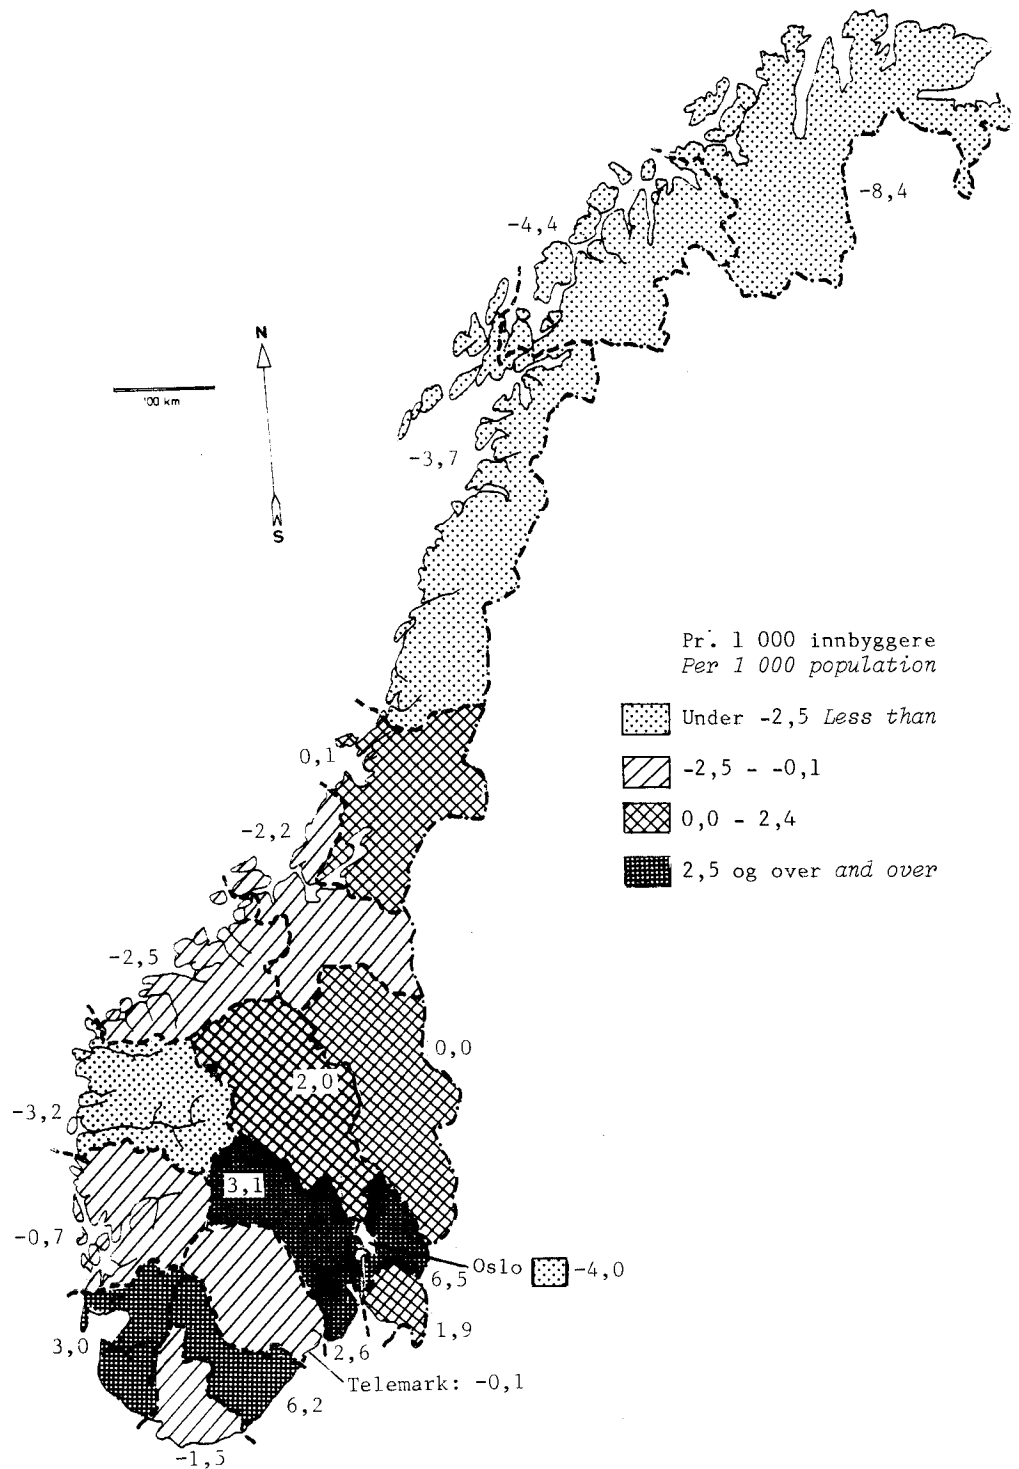 -8,4
-4,4
N
100 km
-3,7
S
Pr. 1 000 innbyggere
Per 1 000 population
Under -2,5 Less than
0,1
-2,5 - -0,1
0,0 - 2,4
-2,2
2,5 og over and over
-2,5
0,0
2,0
-3,2
3,1
-0,7
Oslo -4,0
6,5
1,9
3,0
2,6
Telemark: -0,1
6,2
-1,5